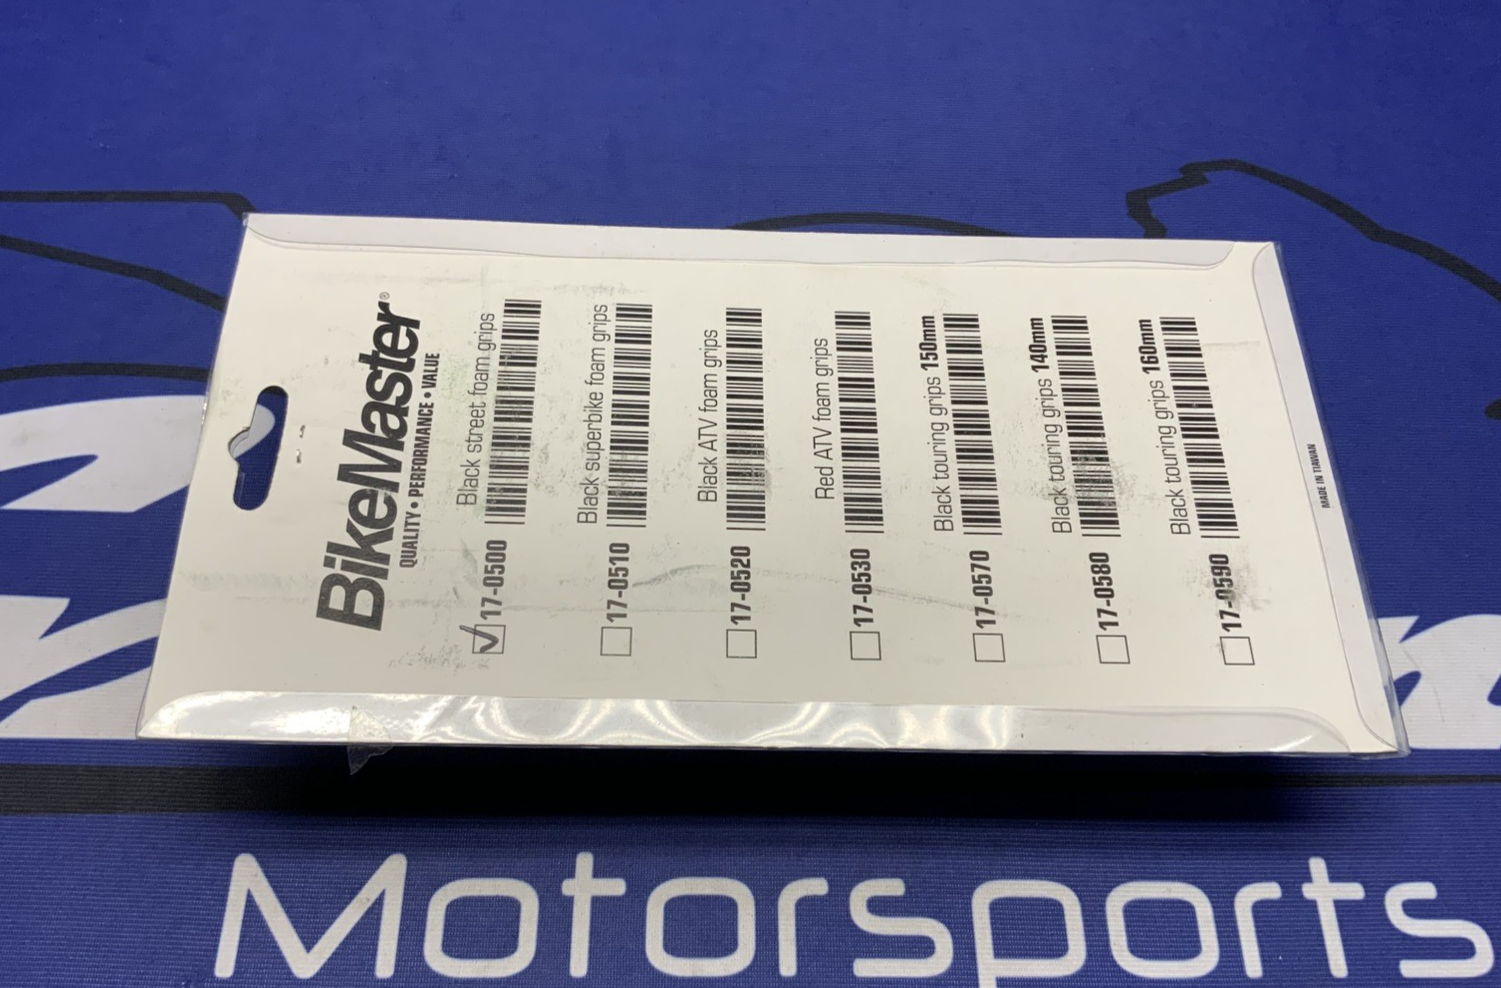 BikeMaster®
QUALITY • PERFORMANCE • VALUE
17-0500 Black street foam grips
17-0510 Black superbike foam grips
17-0520 Black ATV foam grips
17-0530 Red ATV foam grips
17-0570 Black touring grips 150mm
17-0580 Black touring grips 140mm
17-0590 Black touring grips 160mm
MADE IN TIAWAN
Motorsports